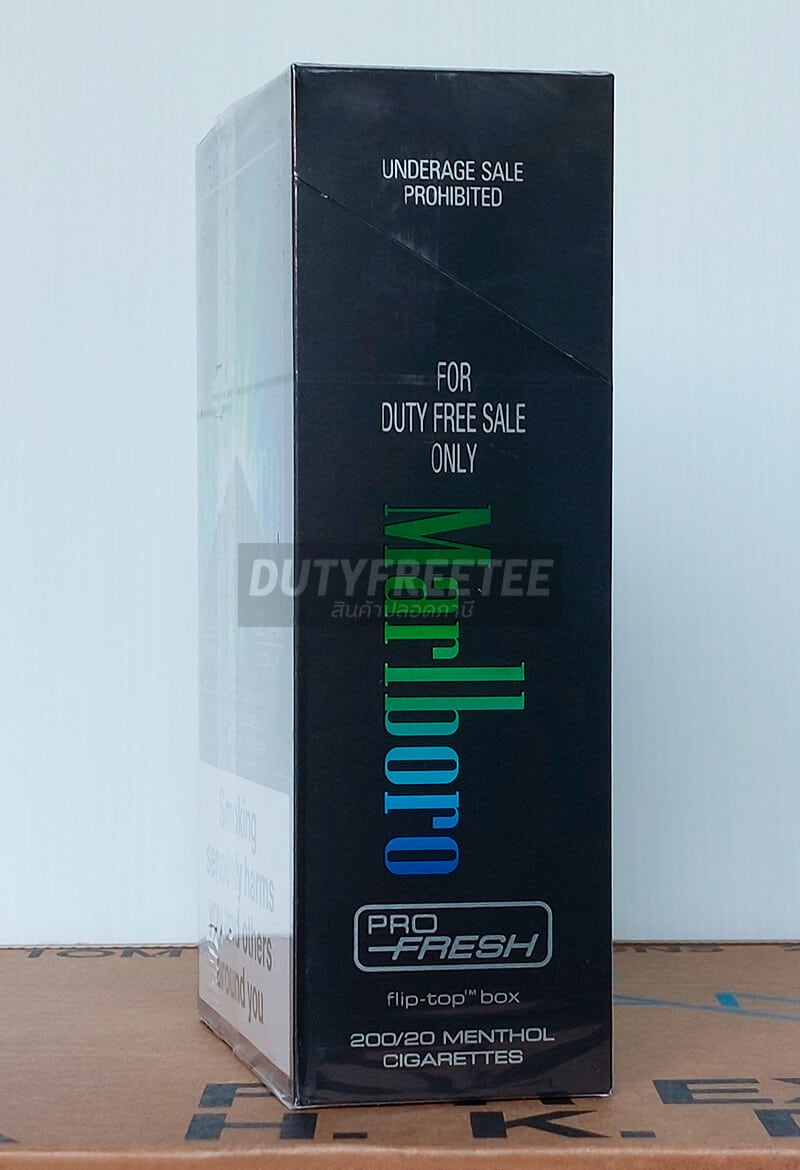 UNDERAGE SALE
PROHIBITED
FOR
DUTY FREE SALE
ONLY
Marlboro
DUTYFREETEE
สินค้าปลอดภาษี
PRO
FRESH
flip-top™ box
200/20 MENTHOL
CIGARETTES
Smoking
seriously harms
you and others
around you
H. K.